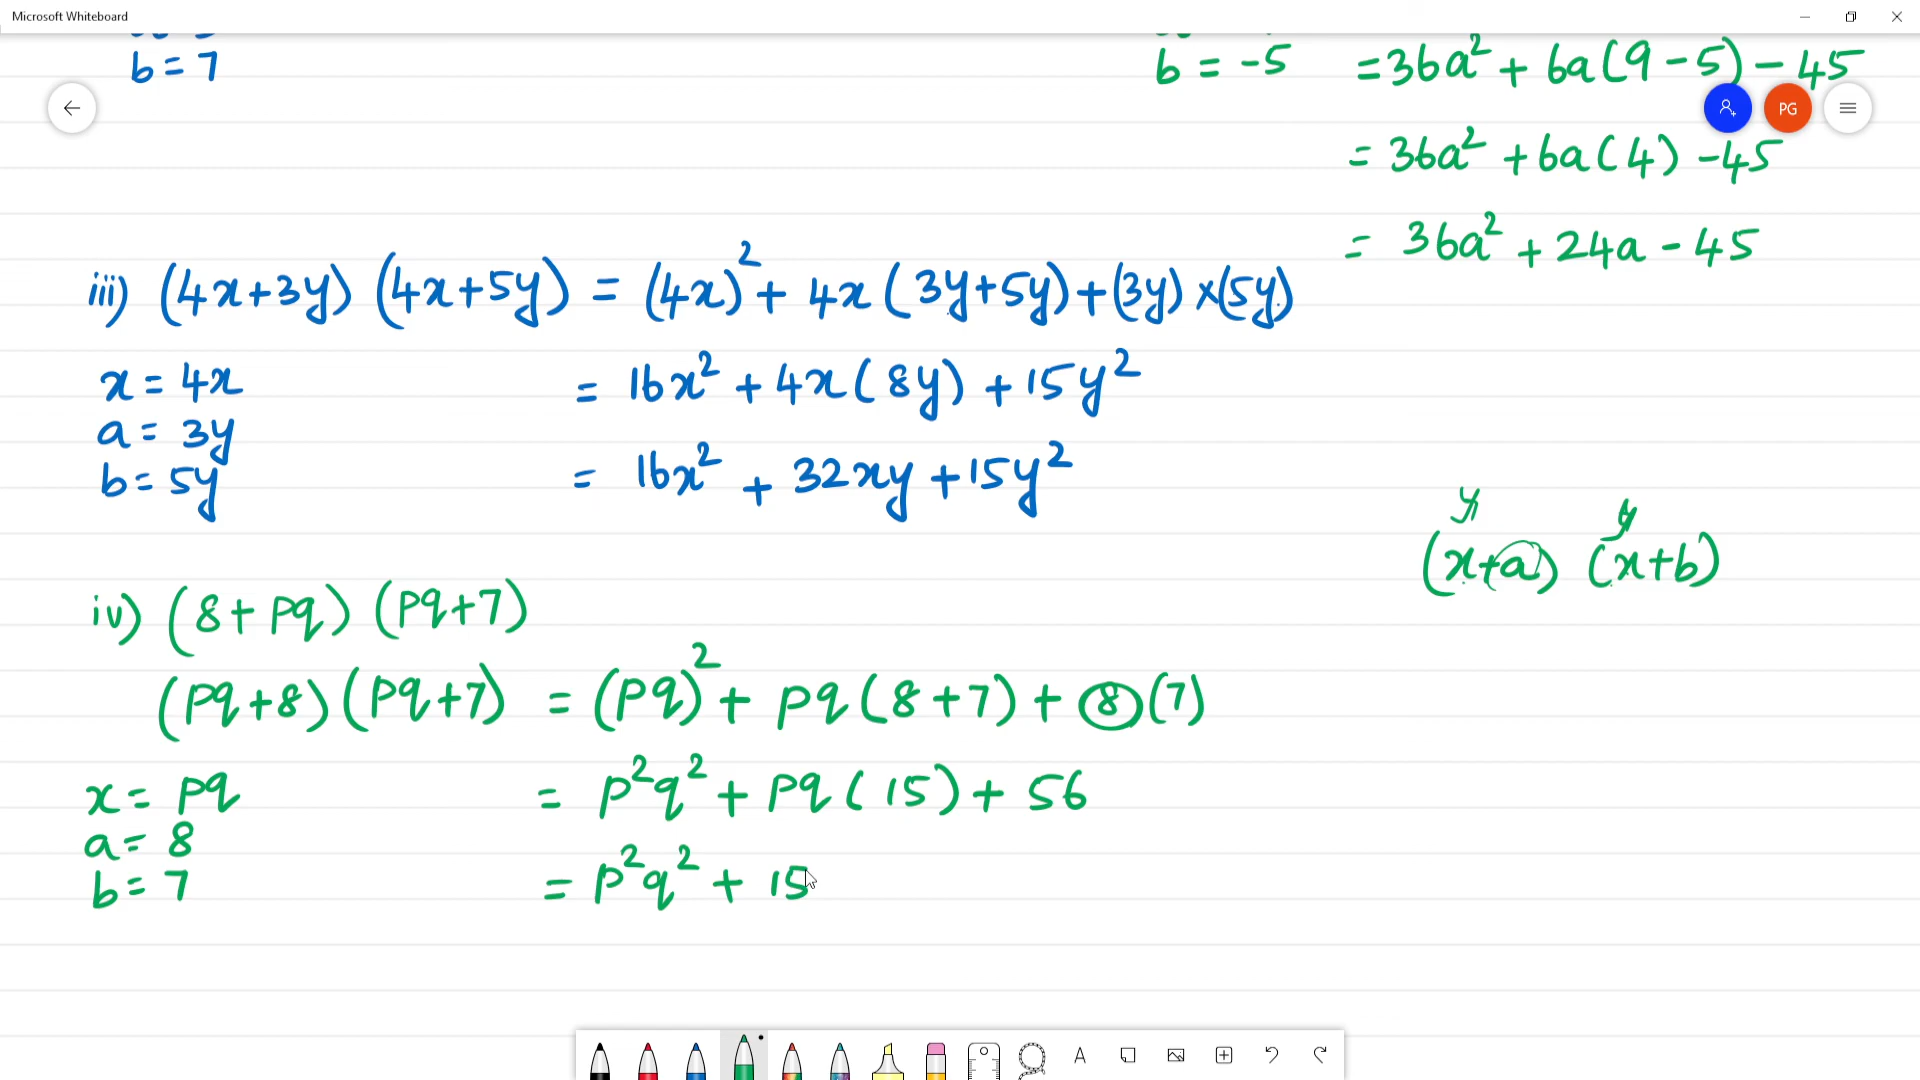 Microsoft Whiteboard
b = 7
b = -5
= 36a² + 6a(9 - 5) - 45
PG
= 36a² + 6a(4) - 45
= 36a² + 24a - 45
iii) (4x+3y) (4x+5y) = (4x)² + 4x(3y+5y)+(3y)×(5y)
x = 4x
a = 3y
b = 5y
= 16x² + 4x(8y) + 15y²
= 16x² + 32xy + 15y²
y y
(x+a) (x+b)
iv) (8 + pq) (pq+7)
(pq+8)(pq+7) = (pq)² + pq(8+7) + 8(7)
x = pq
a = 8
b = 7
= p²q² + pq(15) + 56
= p²q² + 15
A